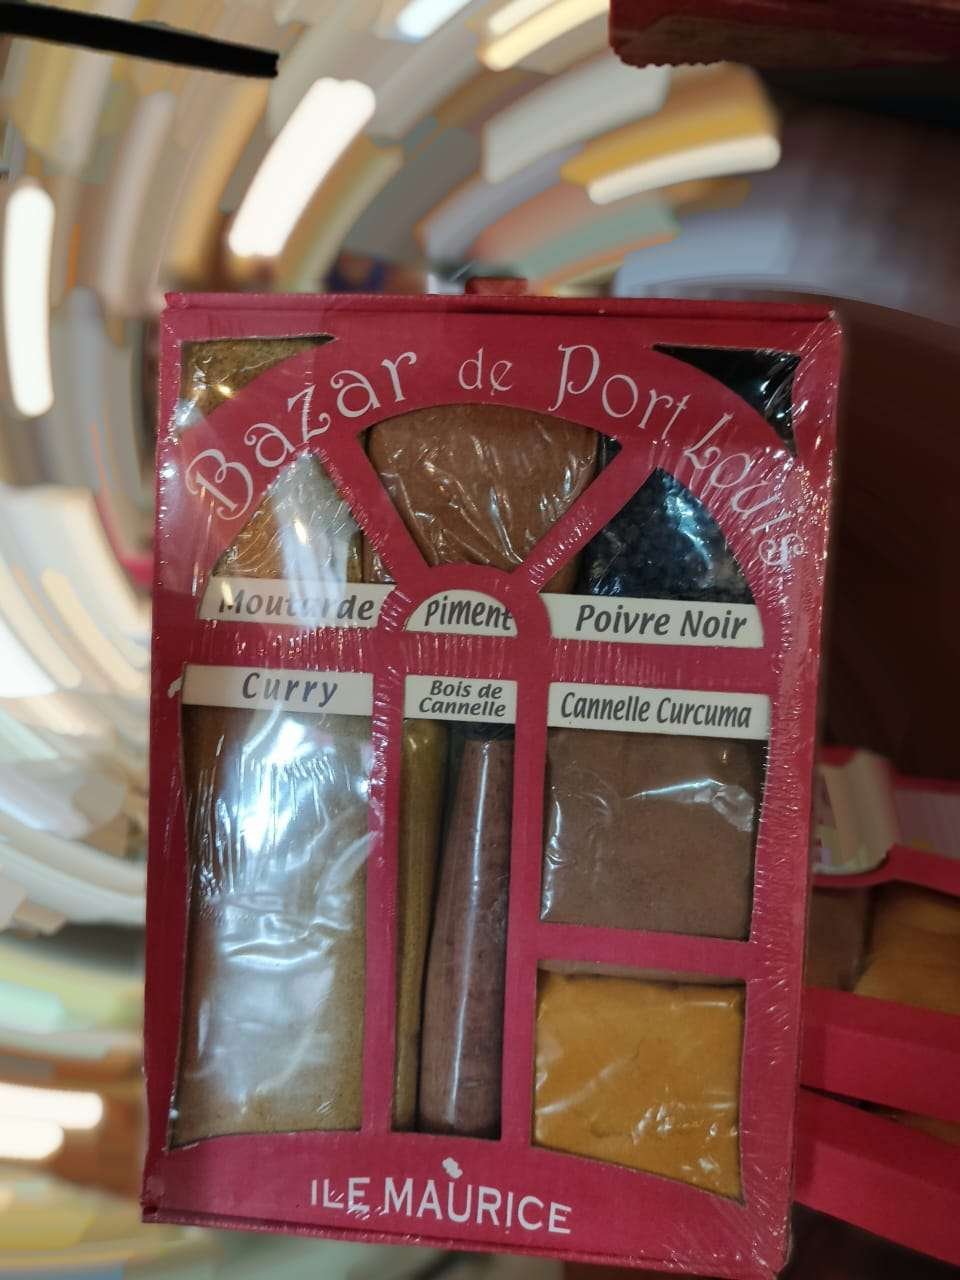 Bazar de Port Louis
Moutarde
Piment
Poivre Noir
Curry
Bois de
Cannelle
Cannelle Curcuma
ILE MAURICE